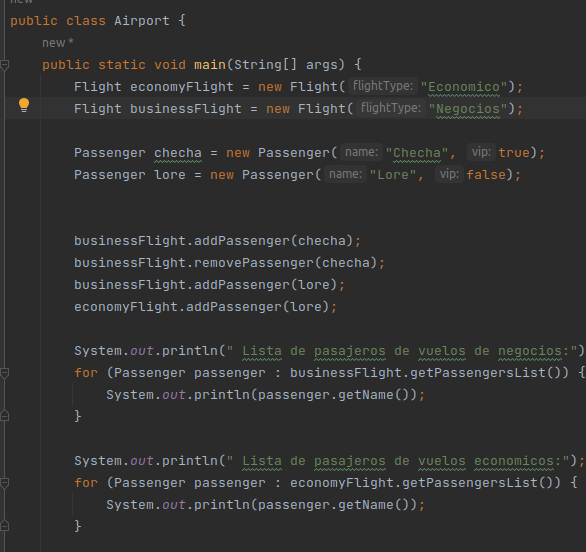 new *
public class Airport {
new *
public static void main(String[] args) {
Flight economyFlight = new Flight( flightType: "Economico");
Flight businessFlight = new Flight( flightType: "Negocios");
Passenger checha = new Passenger( name: "Checha", vip: true);
Passenger lore = new Passenger( name: "Lore", vip: false);
businessFlight.addPassenger(checha);
businessFlight.removePassenger(checha);
businessFlight.addPassenger(lore);
economyFlight.addPassenger(lore);
System.out.println(" Lista de pasajeros de vuelos de negocios:")
for (Passenger passenger : businessFlight.getPassengersList()) {
System.out.println(passenger.getName());
}
System.out.println(" Lista de pasajeros de vuelos economicos:");
for (Passenger passenger : economyFlight.getPassengersList()) {
System.out.println(passenger.getName());
}